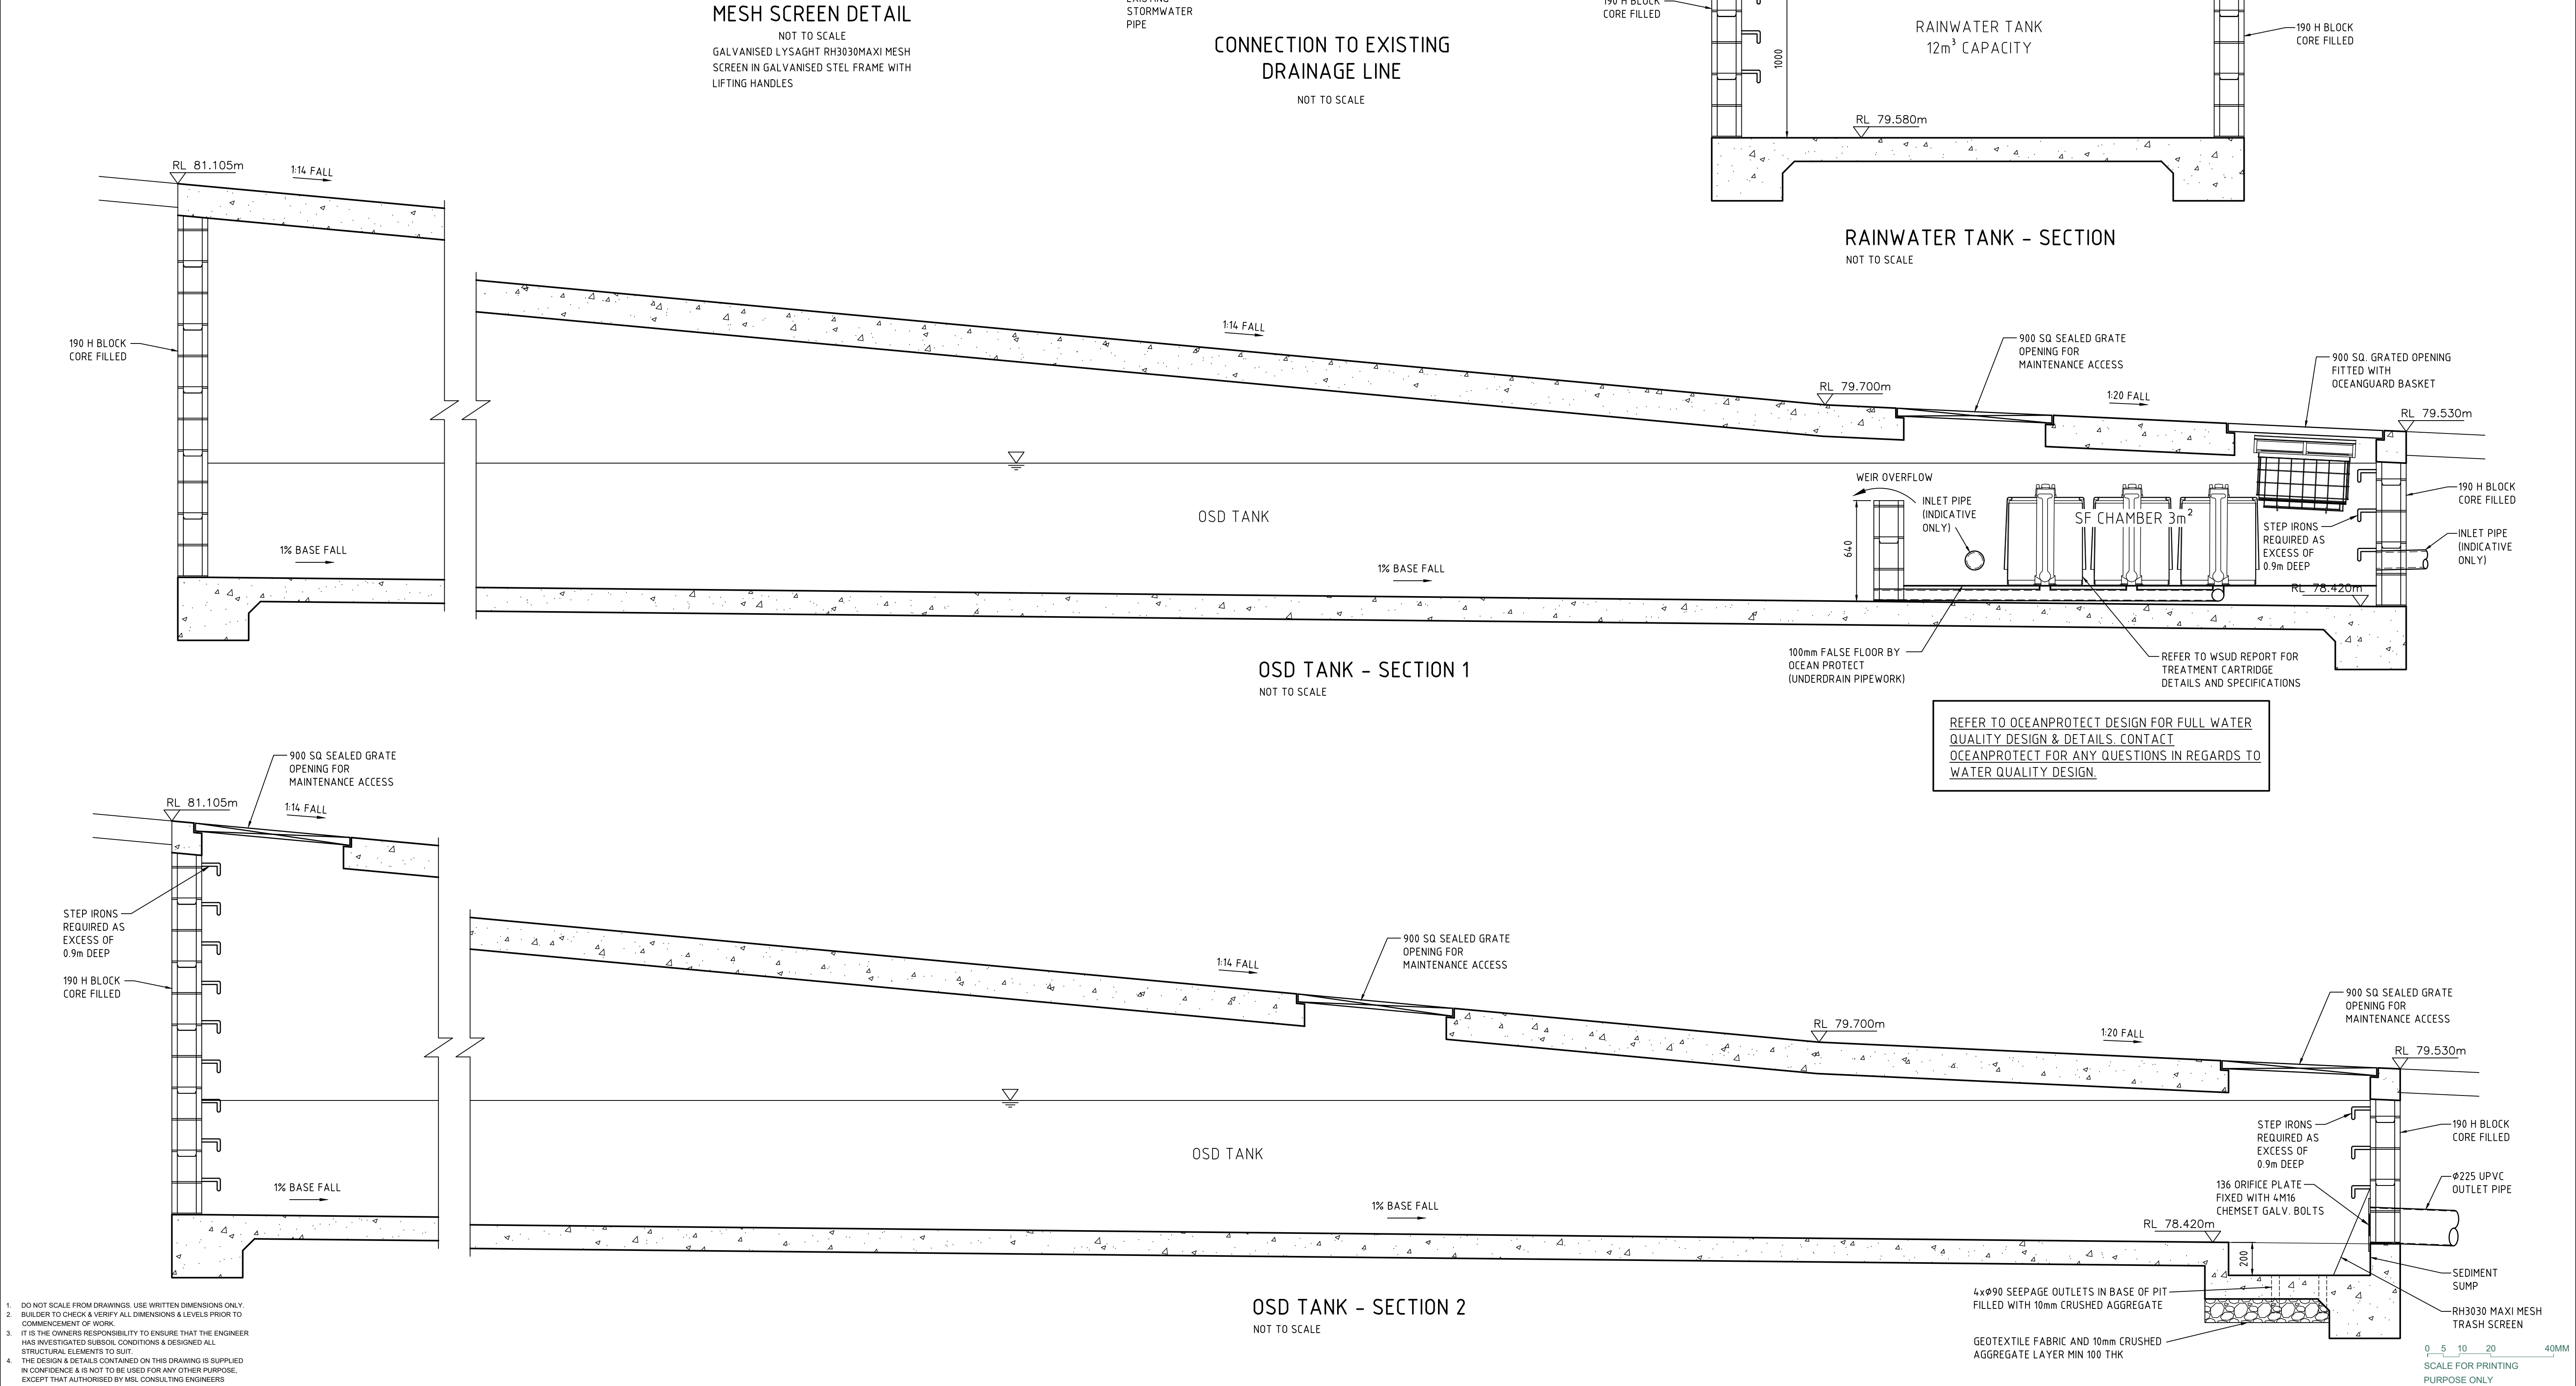 MESH SCREEN DETAIL
NOT TO SCALE
GALVANISED LYSAGHT RH3030MAXI MESH
SCREEN IN GALVANISED STEL FRAME WITH
LIFTING HANDLES
EXISTING
STORMWATER
PIPE
CONNECTION TO EXISTING
DRAINAGE LINE
NOT TO SCALE
190 H BLOCK
CORE FILLED
1000
RAINWATER TANK
12m³ CAPACITY
190 H BLOCK
CORE FILLED
RL 79.580m
RAINWATER TANK - SECTION
NOT TO SCALE
RL 81.105m
1:14 FALL
190 H BLOCK
CORE FILLED
1:14 FALL
900 SQ SEALED GRATE
OPENING FOR
MAINTENANCE ACCESS
900 SQ. GRATED OPENING
FITTED WITH
OCEANGUARD BASKET
RL 79.700m
1:20 FALL
RL 79.530m
WEIR OVERFLOW
INLET PIPE
(INDICATIVE
ONLY)
640
SF CHAMBER 3m²
STEP IRONS
REQUIRED AS
EXCESS OF
0.9m DEEP
190 H BLOCK
CORE FILLED
INLET PIPE
(INDICATIVE
ONLY)
OSD TANK
1% BASE FALL
1% BASE FALL
RL 78.420m
100mm FALSE FLOOR BY
OCEAN PROTECT
(UNDERDRAIN PIPEWORK)
REFER TO WSUD REPORT FOR
TREATMENT CARTRIDGE
DETAILS AND SPECIFICATIONS
OSD TANK - SECTION 1
NOT TO SCALE
REFER TO OCEANPROTECT DESIGN FOR FULL WATER
QUALITY DESIGN & DETAILS. CONTACT
OCEANPROTECT FOR ANY QUESTIONS IN REGARDS TO
WATER QUALITY DESIGN.
900 SQ SEALED GRATE
OPENING FOR
MAINTENANCE ACCESS
RL 81.105m
1:14 FALL
STEP IRONS
REQUIRED AS
EXCESS OF
0.9m DEEP
190 H BLOCK
CORE FILLED
1:14 FALL
900 SQ SEALED GRATE
OPENING FOR
MAINTENANCE ACCESS
RL 79.700m
1:20 FALL
900 SQ SEALED GRATE
OPENING FOR
MAINTENANCE ACCESS
RL 79.530m
OSD TANK
STEP IRONS
REQUIRED AS
EXCESS OF
0.9m DEEP
190 H BLOCK
CORE FILLED
136 ORIFICE PLATE
FIXED WITH 4M16
CHEMSET GALV. BOLTS
Ø225 UPVC
OUTLET PIPE
1% BASE FALL
1% BASE FALL
RL 78.420m
200
SEDIMENT
SUMP
4xØ90 SEEPAGE OUTLETS IN BASE OF PIT
FILLED WITH 10mm CRUSHED AGGREGATE
RH3030 MAXI MESH
TRASH SCREEN
GEOTEXTILE FABRIC AND 10mm CRUSHED
AGGREGATE LAYER MIN 100 THK
OSD TANK - SECTION 2
NOT TO SCALE
1. DO NOT SCALE FROM DRAWINGS. USE WRITTEN DIMENSIONS ONLY.
2. BUILDER TO CHECK & VERIFY ALL DIMENSIONS & LEVELS PRIOR TO
COMMENCEMENT OF WORK.
3. IT IS THE OWNERS RESPONSIBILITY TO ENSURE THAT THE ENGINEER
HAS INVESTIGATED SUBSOIL CONDITIONS & DESIGNED ALL
STRUCTURAL ELEMENTS TO SUIT.
4. THE DESIGN & DETAILS CONTAINED ON THIS DRAWING IS SUPPLIED
IN CONFIDENCE & IS NOT TO BE USED FOR ANY OTHER PURPOSE,
EXCEPT THAT AUTHORISED BY MSL CONSULTING ENGINEERS
0 5 10 20 40MM
SCALE FOR PRINTING
PURPOSE ONLY